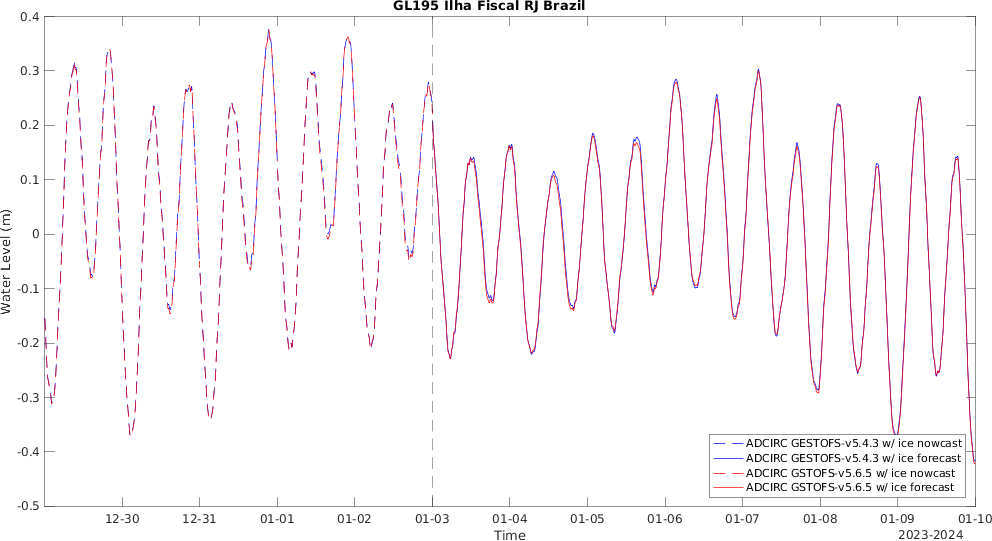 GL195 Ilha Fiscal RJ Brazil
0.4
0.3
0.2
0.1
0
-0.1
-0.2
-0.3
-0.4
-0.5
Water Level (m)
ADCIRC GESTOFS-v5.4.3 w/ ice nowcast
ADCIRC GESTOFS-v5.4.3 w/ ice forecast
ADCIRC GSTOFS-v5.6.5 w/ ice nowcast
ADCIRC GSTOFS-v5.6.5 w/ ice forecast
12-30 12-31 01-01 01-02 01-03 01-04 01-05 01-06 01-07 01-08 01-09 01-10
Time
2023-2024